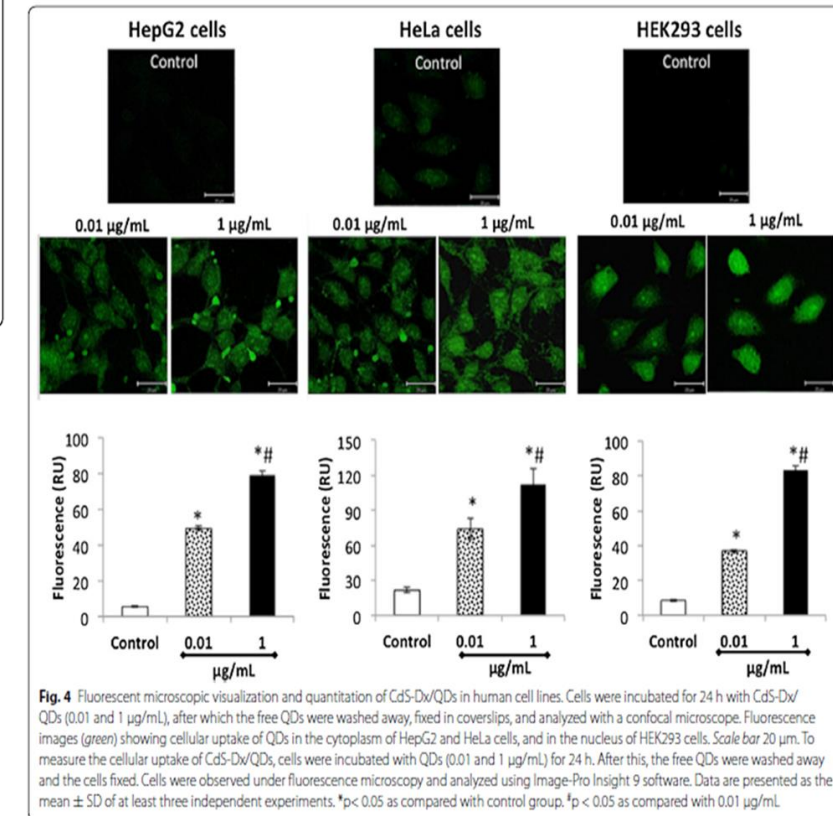 HepG2 cells HeLa cells HEK293 cells
Control Control Control
0.01 µg/mL 1 µg/mL 0.01 µg/mL 1 µg/mL 0.01 µg/mL 1 µg/mL
Fluorescence (RU)
100
80
60
40
20
0
*
*#
Control 0.01 1
µg/mL
Fluorescence (RU)
150
120
90
60
30
0
*
*#
Control 0.01 1
µg/mL
Fluorescence (RU)
100
80
60
40
20
0
*
*#
Control 0.01 1
µg/mL
Fig. 4 Fluorescent microscopic visualization and quantitation of CdS-Dx/QDs in human cell lines. Cells were incubated for 24 h with CdS-Dx/
QDs (0.01 and 1 µg/mL), after which the free QDs were washed away, fixed in coverslips, and analyzed with a confocal microscope. Fluorescence
images (green) showing cellular uptake of QDs in the cytoplasm of HepG2 and HeLa cells, and in the nucleus of HEK293 cells. Scale bar 20 µm. To
measure the cellular uptake of CdS-Dx/QDs, cells were incubated with QDs (0.01 and 1 µg/mL) for 24 h. After this, the free QDs were washed away
and the cells fixed. Cells were observed under fluorescence microscopy and analyzed using Image-Pro Insight 9 software. Data are presented as the
mean ± SD of at least three independent experiments. *p< 0.05 as compared with control group. #p < 0.05 as compared with 0.01 µg/mL